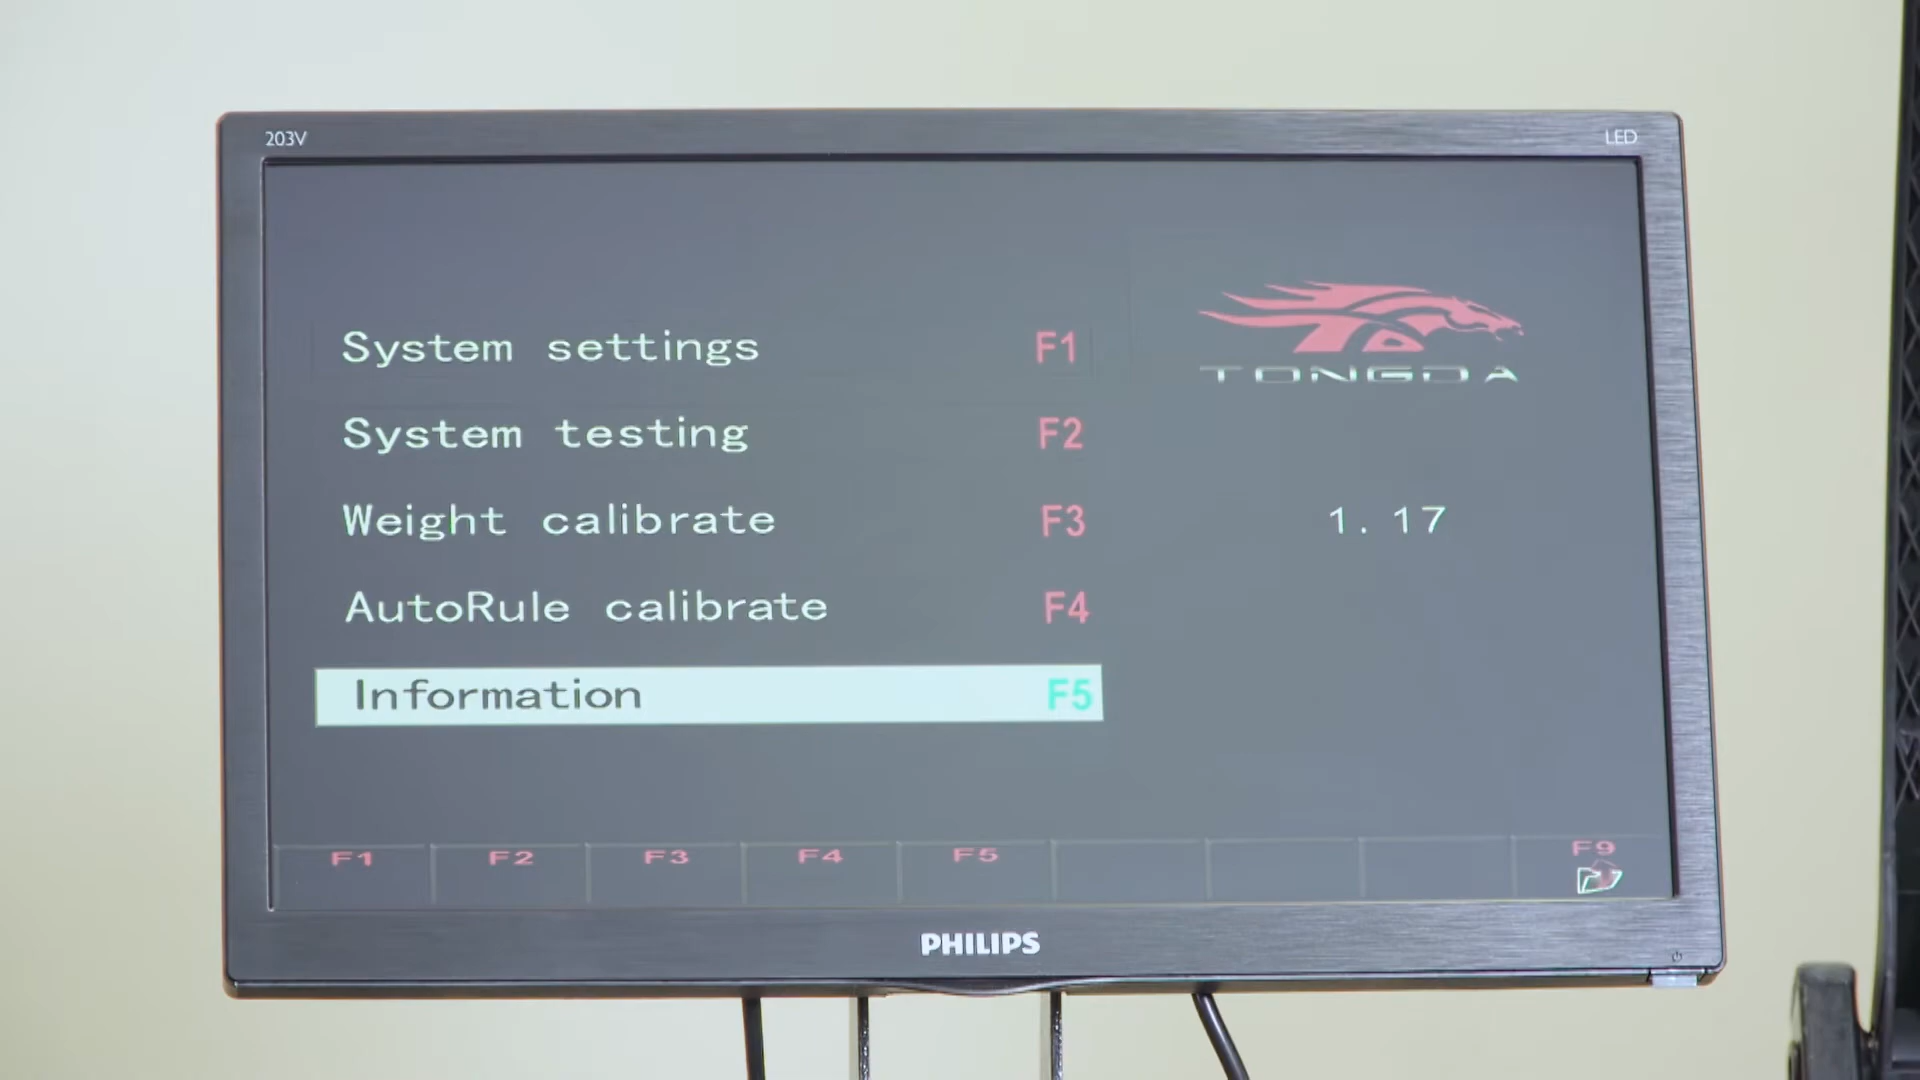 203V
LED
System settings F1
TONGDA
System testing F2
Weight calibrate F3
1.17
AutoRule calibrate F4
Information F5
F1 F2 F3 F4 F5 F9
PHILIPS